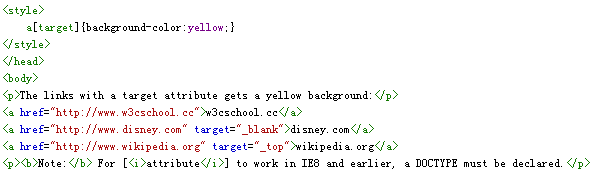 <style>
a[target]{background-color:yellow;}
</style>
</head>
<body>
<p>The links with a target attribute gets a yellow background:</p>
<a href="http://www.w3cschool.cc">w3cschool.cc</a>
<a href="http://www.disney.com" target="_blank">disney.com</a>
<a href="http://www.wikipedia.org" target="_top">wikipedia.org</a>
<p><b>Note:</b> For [<i>attribute</i>] to work in IE8 and earlier, a DOCTYPE must be declared.</p>